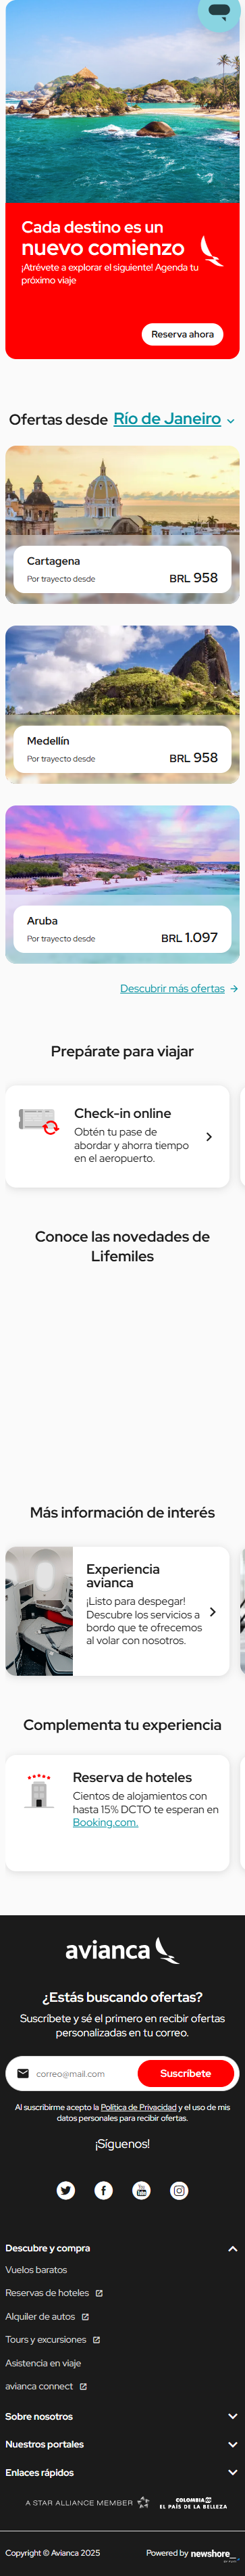 Cada destino es un
nuevo comienzo
¡Atrévete a explorar el siguiente! Agenda tu
próximo viaje
Reserva ahora
Ofertas desde Río de Janeiro
Cartagena
Por trayecto desde BRL 958
Medellín
Por trayecto desde BRL 958
Aruba
Por trayecto desde BRL 1.097
Descubrir más ofertas
Prepárate para viajar
Check-in online
Obtén tu pase de
abordar y ahorra tiempo
en el aeropuerto.
Conoce las novedades de
Lifemiles
Más información de interés
Experiencia
avianca
¡Listo para despegar!
Descubre los servicios a
bordo que te ofrecemos
al volar con nosotros.
Complementa tu experiencia
Reserva de hoteles
Cientos de alojamientos con
hasta 15% DCTO te esperan en
Booking.com.
avianca
¿Estás buscando ofertas?
Suscríbete y sé el primero en recibir ofertas
personalizadas en tu correo.
correo@mail.com Suscríbete
Al suscribirme acepto la Política de Privacidad y el uso de mis
datos personales para recibir ofertas.
¡Síguenos!
You Tube
Descubre y compra
Vuelos baratos
Reservas de hoteles
Alquiler de autos
Tours y excursiones
Asistencia en viaje
avianca connect
Sobre nosotros
Nuestros portales
Enlaces rápidos
A STAR ALLIANCE MEMBER
COLOMBIA
EL PAÍS DE LA BELLEZA
Copyright © Avianca 2025 Powered by newshore_